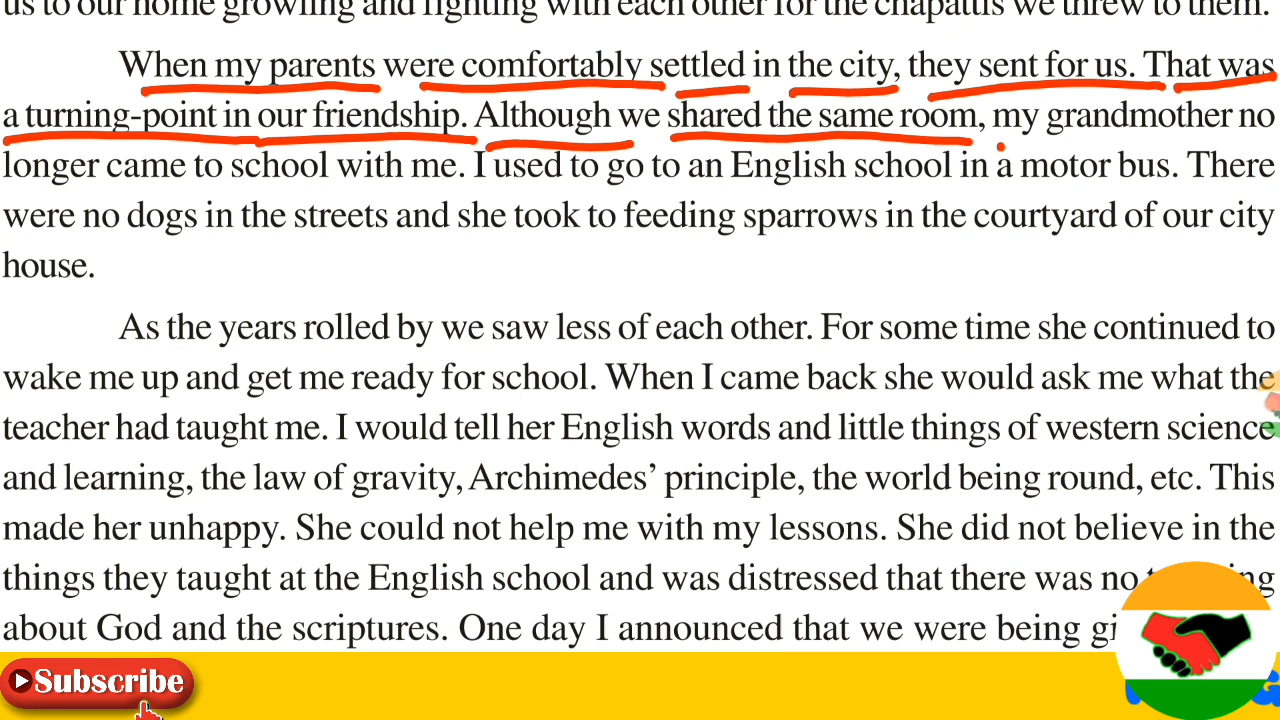 us to our home growling and fighting with each other for the chapattis we threw to them.
When my parents were comfortably settled in the city, they sent for us. That was
a turning-point in our friendship. Although we shared the same room, my grandmother no
longer came to school with me. I used to go to an English school in a motor bus. There
were no dogs in the streets and she took to feeding sparrows in the courtyard of our city
house.
As the years rolled by we saw less of each other. For some time she continued to
wake me up and get me ready for school. When I came back she would ask me what the
teacher had taught me. I would tell her English words and little things of western science
and learning, the law of gravity, Archimedes’ principle, the world being round, etc. This
made her unhappy. She could not help me with my lessons. She did not believe in the
things they taught at the English school and was distressed that there was no
about God and the scriptures. One day I announced that we were being
Subscribe